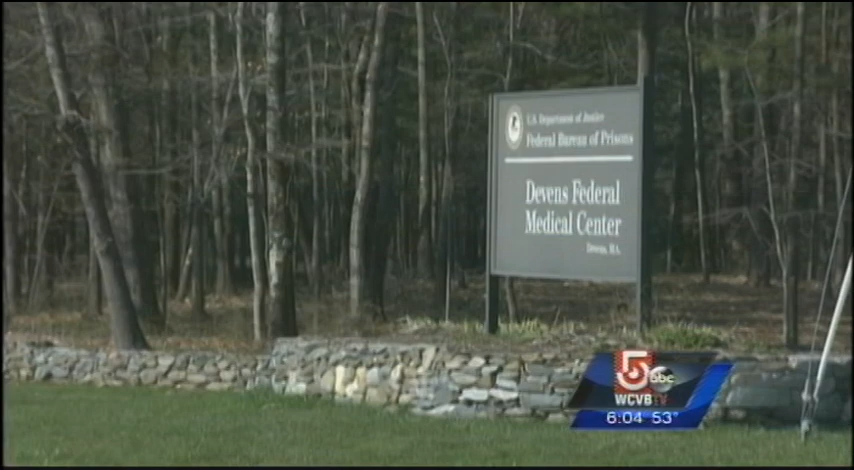 U.S. Department of Justice
Federal Bureau of Prisons
Devens Federal
Medical Center
Devens, MA.
5 abc
WCVB TV
6:04 53°